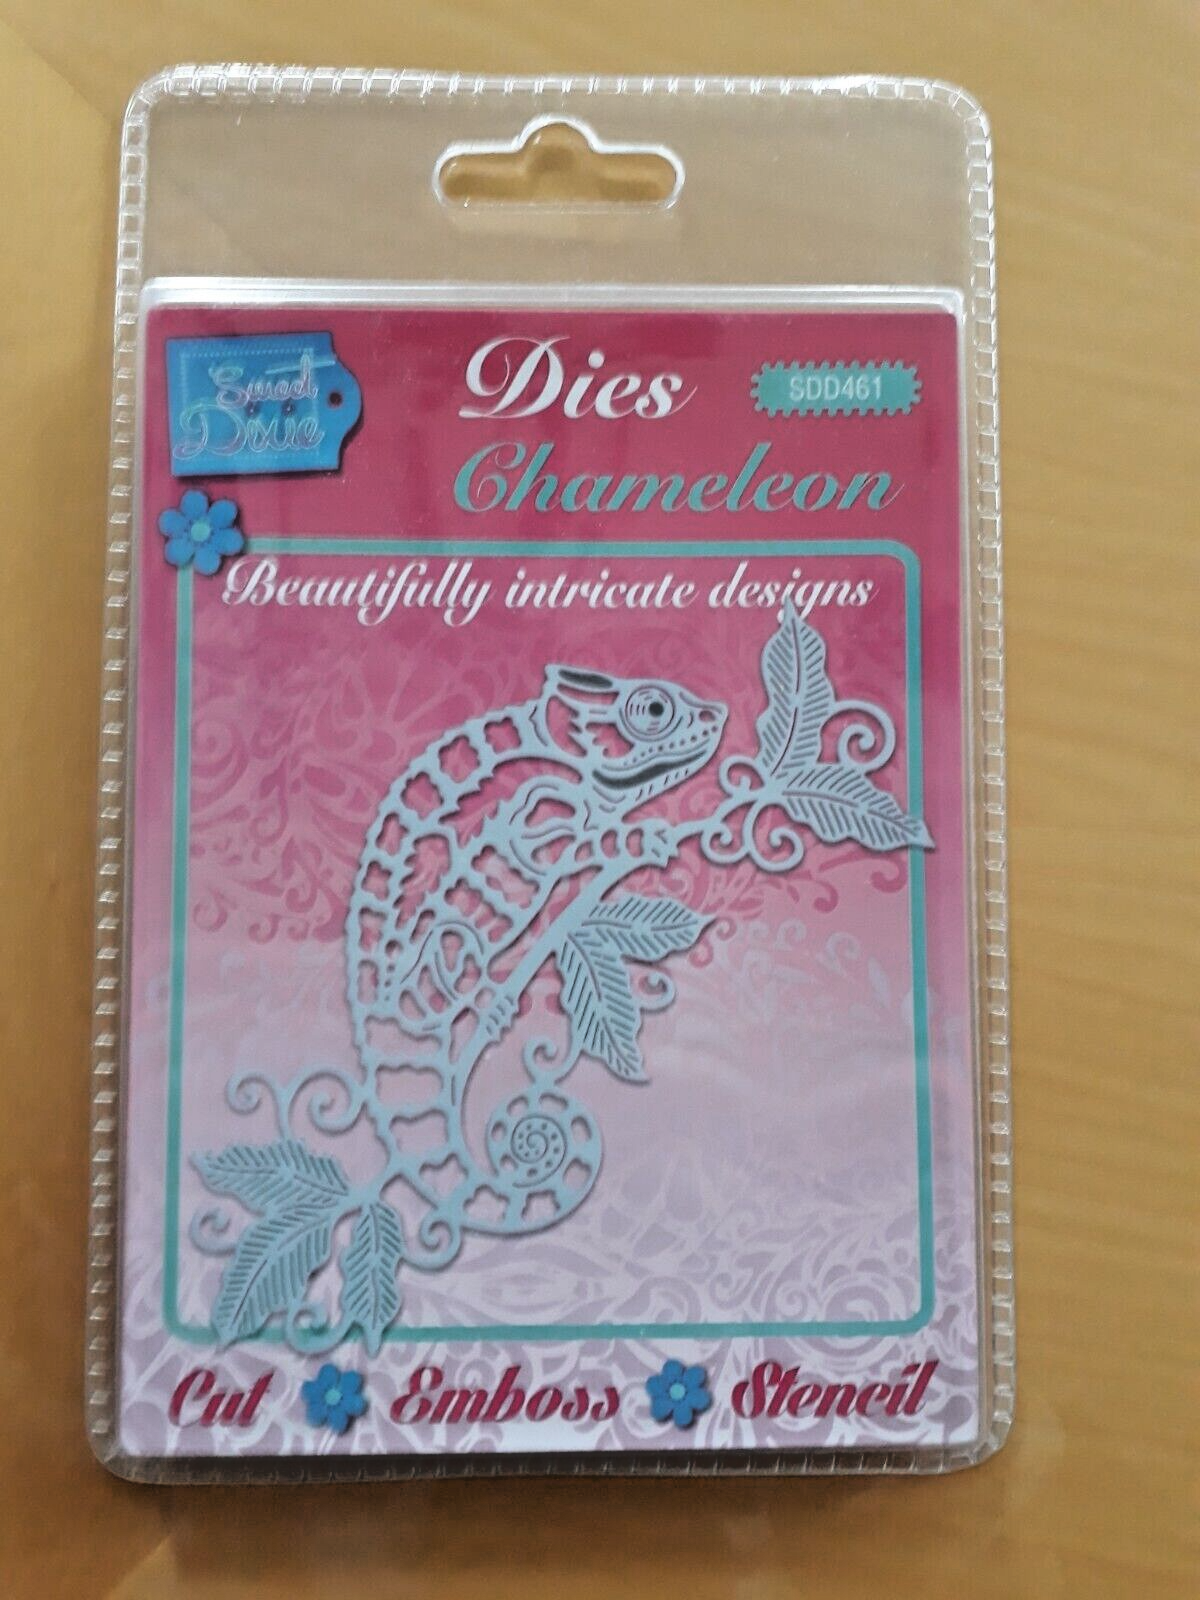 Sweet
Dixie
Dies
SDD461
Chameleon
Beautifully intricate designs
Cut Emboss Stencil